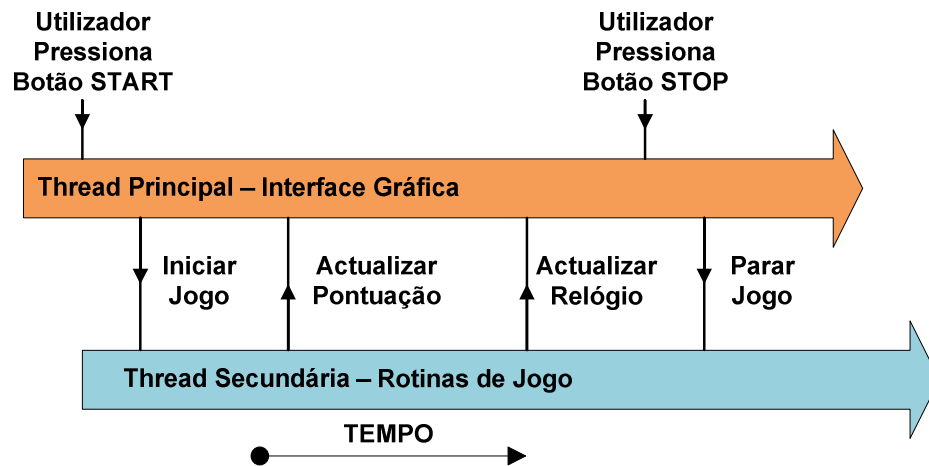 Utilizador
Pressiona
Botão START
Utilizador
Pressiona
Botão STOP
Thread Principal – Interface Gráfica
Iniciar
Jogo
Actualizar
Pontuação
Actualizar
Relógio
Parar
Jogo
Thread Secundária – Rotinas de Jogo
TEMPO